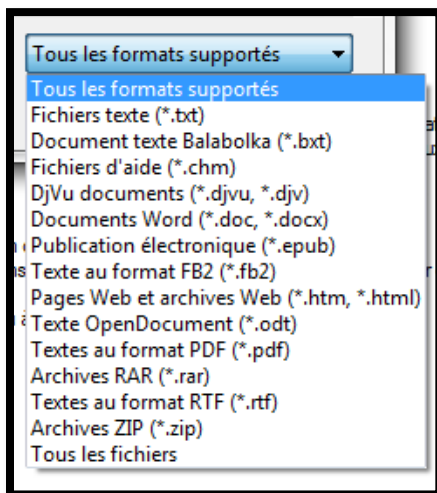 Tous les formats supportés
Tous les formats supportés
Fichiers texte (*.txt)
Document texte Balabolka (*.bxt)
Fichiers d'aide (*.chm)
DjVu documents (*.djvu, *.djv)
Documents Word (*.doc, *.docx)
Publication électronique (*.epub)
Texte au format FB2 (*.fb2)
Pages Web et archives Web (*.htm, *.html)
Texte OpenDocument (*.odt)
Textes au format PDF (*.pdf)
Archives RAR (*.rar)
Textes au format RTF (*.rtf)
Archives ZIP (*.zip)
Tous les fichiers